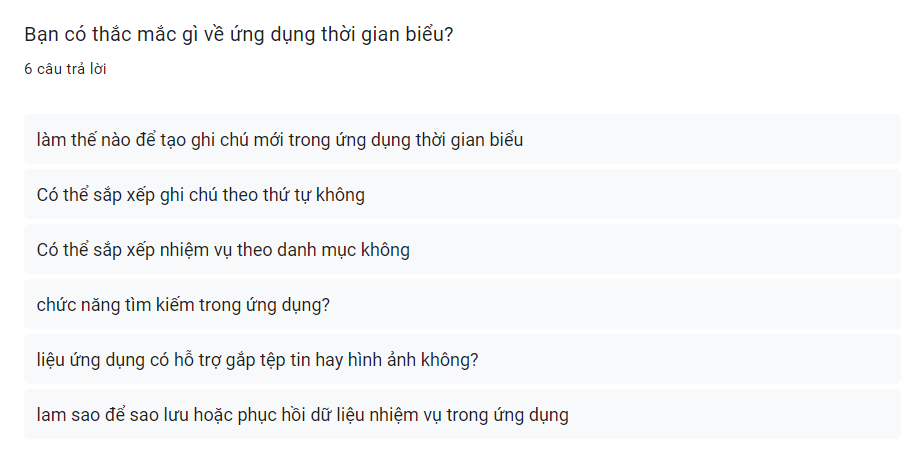 Bạn có thắc mắc gì về ứng dụng thời gian biểu?
6 câu trả lời
làm thế nào để tạo ghi chú mới trong ứng dụng thời gian biểu
Có thể sắp xếp ghi chú theo thứ tự không
Có thể sắp xếp nhiệm vụ theo danh mục không
chức năng tìm kiếm trong ứng dụng?
liệu ứng dụng có hỗ trợ gắp tệp tin hay hình ảnh không?
lam sao để sao lưu hoặc phục hồi dữ liệu nhiệm vụ trong ứng dụng